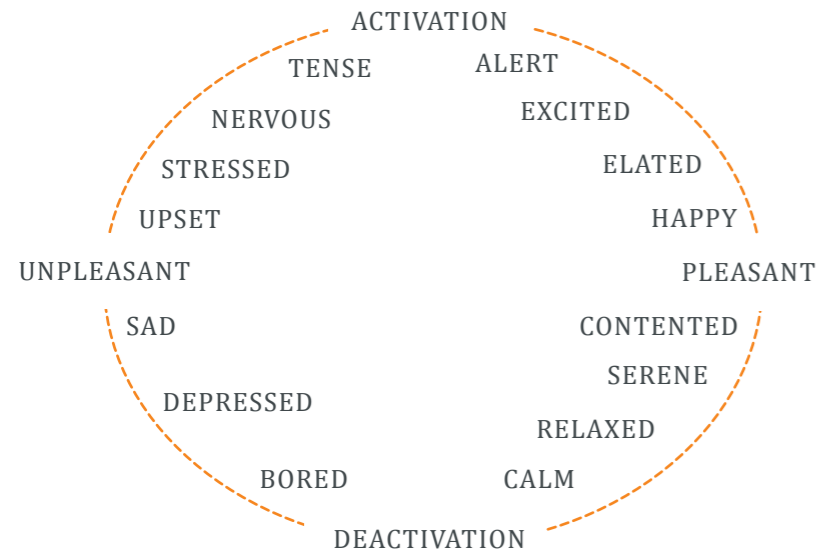 ACTIVATION
TENSE
ALERT
NERVOUS
EXCITED
STRESSED
ELATED
UPSET
HAPPY
UNPLEASANT
PLEASANT
SAD
CONTENTED
DEPRESSED
SERENE
RELAXED
BORED
CALM
DEACTIVATION